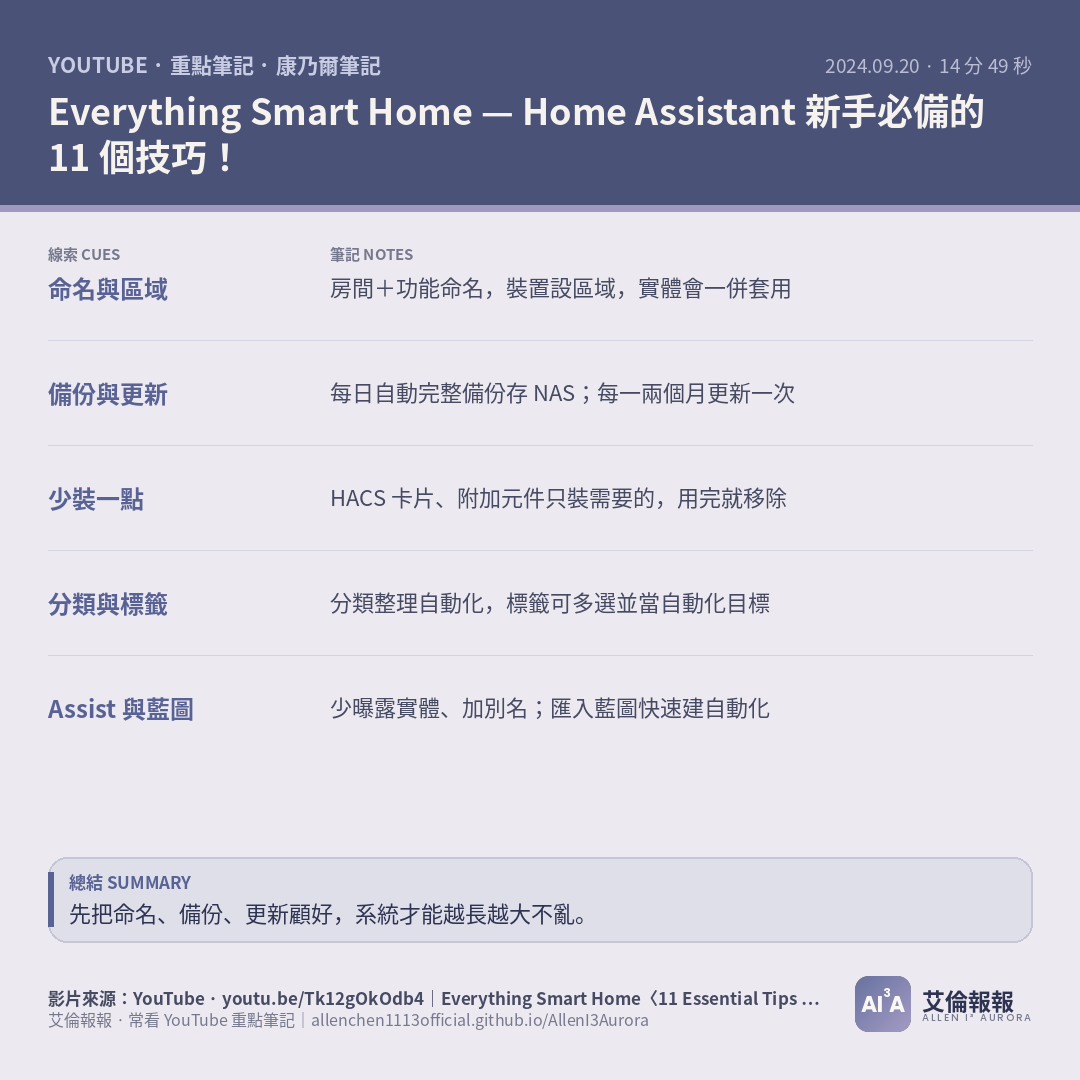 YOUTUBE · 重點筆記 · 康乃爾筆記
2024.09.20 · 14 分 49 秒
Everything Smart Home — Home Assistant 新手必備的
11 個技巧！
線索 CUES
筆記 NOTES
命名與區域
房間＋功能命名，裝置設區域，實體會一併套用
備份與更新
每日自動完整備份存 NAS；每一兩個月更新一次
少裝一點
HACS 卡片、附加元件只裝需要的，用完就移除
分類與標籤
分類整理自動化，標籤可多選並當自動化目標
Assist 與藍圖
少曝露實體、加別名；匯入藍圖快速建自動化
總結 SUMMARY
先把命名、備份、更新顧好，系統才能越長越大不亂。
影片來源：YouTube · youtu.be/Tk12gOkOdb4｜Everything Smart Home〈11 Essential Tips …
艾倫報報 · 常看 YouTube 重點筆記｜allenchen1113official.github.io/AllenI3Aurora
AI³A
艾倫報報
ALLEN I³ AURORA